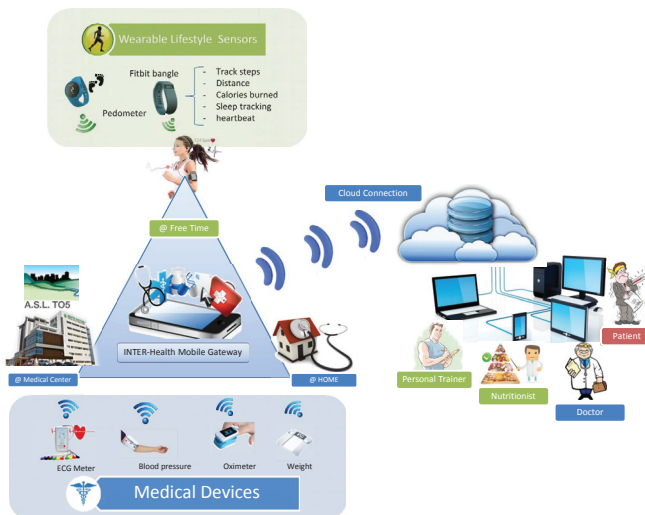 Wearable Lifestyle Sensors
Fitbit bangle
Pedometer
- Track steps
- Distance
- Calories burned
- Sleep tracking
- heartbeat
Cloud Connection
@ Free Time
A.S.L. TO5
INTER-Health Mobile Gateway
@ Medical Center
@ HOME
Patient
Personal Trainer
Nutritionist
Doctor
ECG Meter
Blood pressure
Oximeter
Weight
Medical Devices